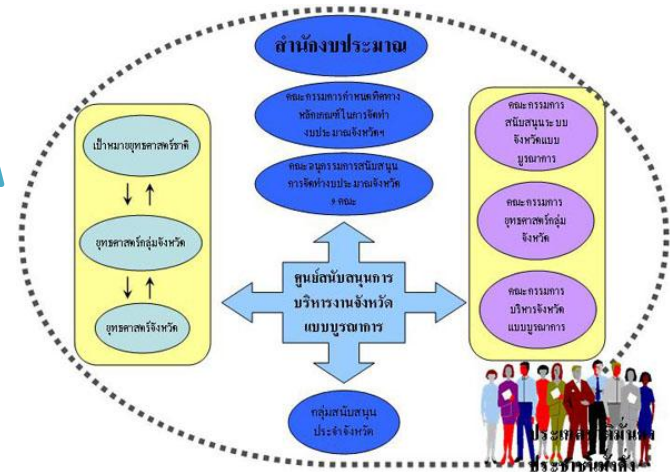 สำนักงบประมาณ
คณะกรรมการกำหนดทิศทาง
หลักเกณฑ์ในการจัดทำ
งบประมาณจังหวัดฯ
คณะอนุกรรมการสนับสนุน
การจัดทำงบประมาณจังหวัด
คณะ
เป้าหมายยุทธศาสตร์ชาติ
ยุทธศาสตร์กลุ่มจังหวัด
ยุทธศาสตร์จังหวัด
ศูนย์สนับสนุนการ
บริหารงานจังหวัด
แบบบูรณาการ
กลุ่มสนับสนุน
ประจำจังหวัด
คณะกรรมการ
สนับสนุนระบบ
จังหวัดแบบ
บูรณาการ
คณะกรรมการ
ยุทธศาสตร์กลุ่ม
จังหวัด
คณะกรรมการ
บริหารจังหวัด
แบบบูรณาการ